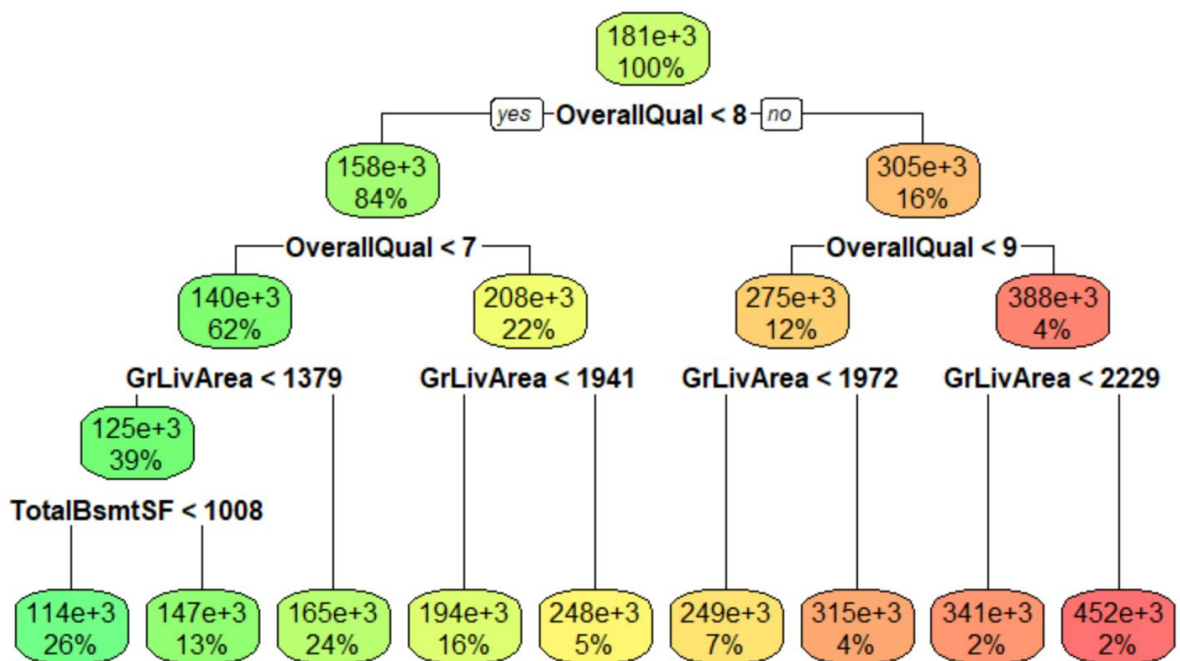 181e+3
100%
yes OverallQual < 8 no
158e+3
84%
305e+3
16%
OverallQual < 7
OverallQual < 9
140e+3
62%
208e+3
22%
275e+3
12%
388e+3
4%
GrLivArea < 1379
GrLivArea < 1941
GrLivArea < 1972
GrLivArea < 2229
125e+3
39%
TotalBsmtSF < 1008
114e+3
26%
147e+3
13%
165e+3
24%
194e+3
16%
248e+3
5%
249e+3
7%
315e+3
4%
341e+3
2%
452e+3
2%